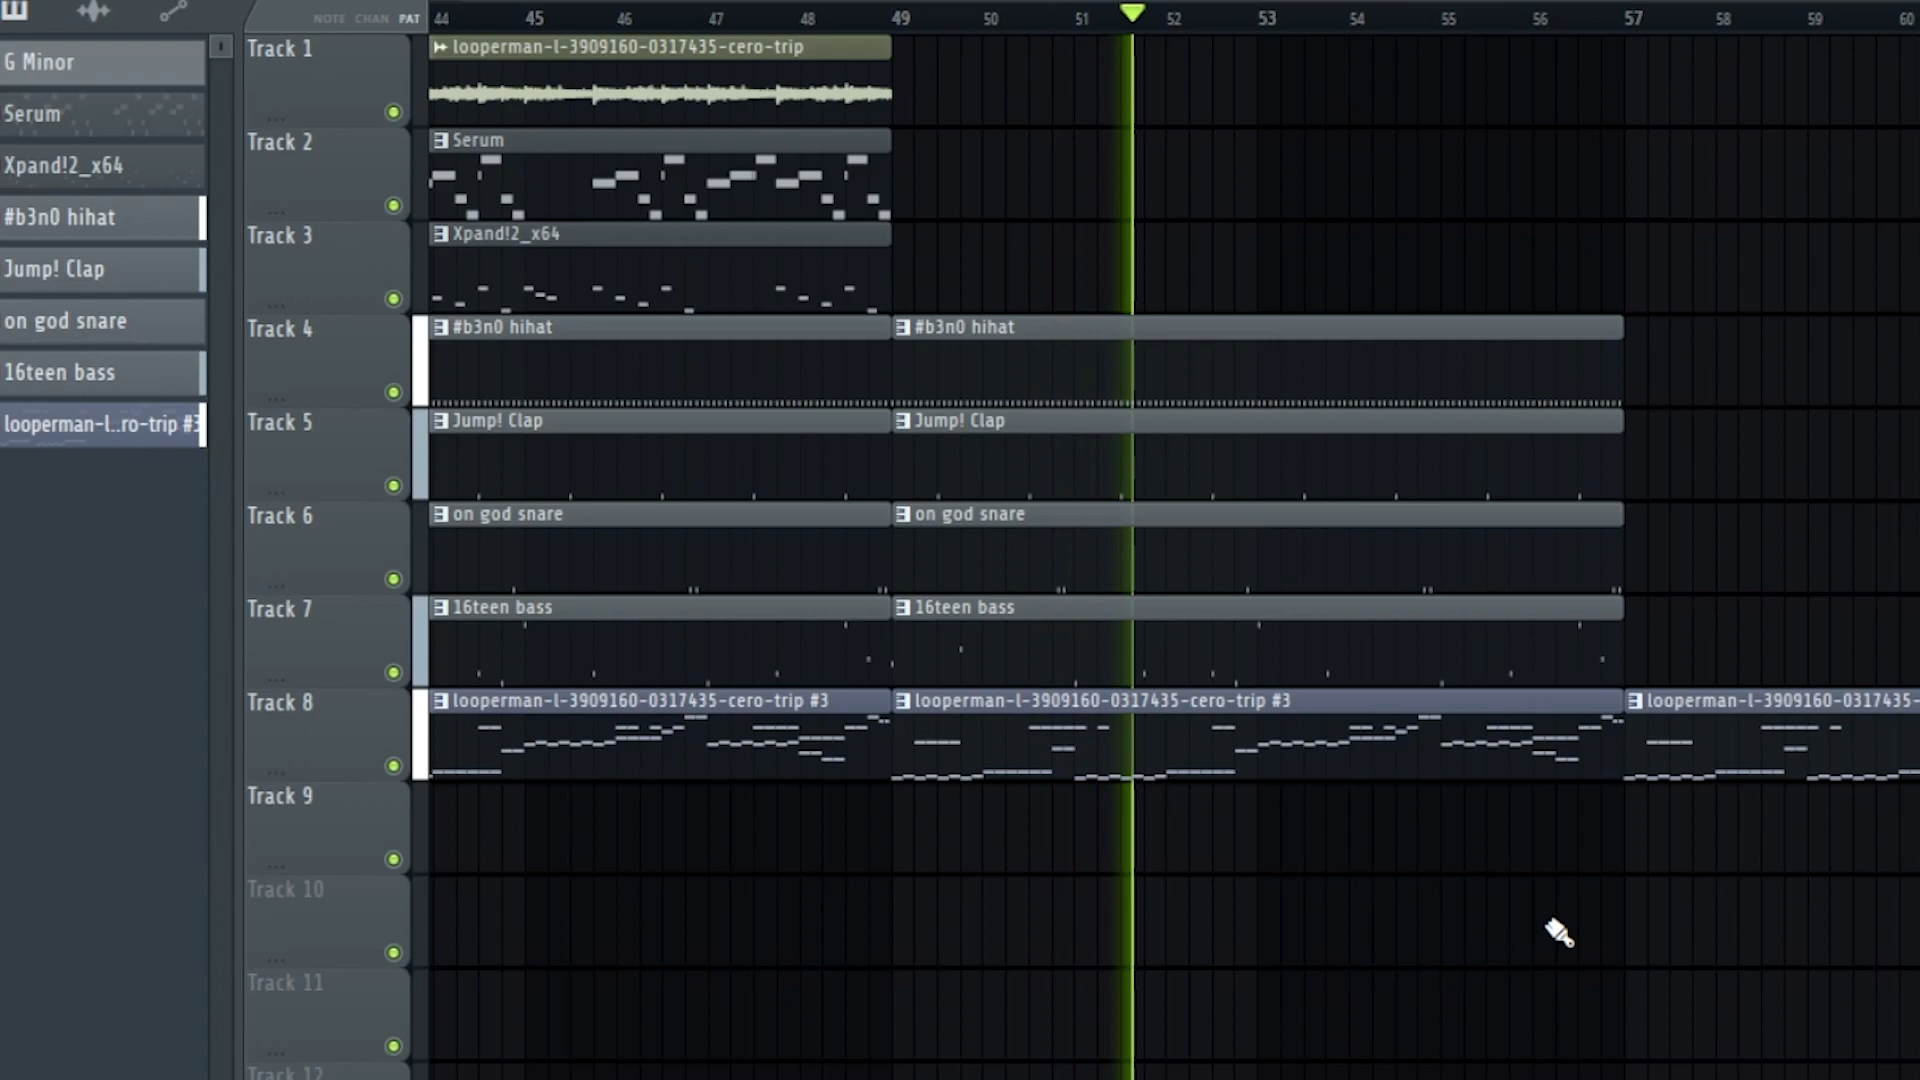 NOTE CHAN PAT
44 45 46 47 48 49 50 51 52 53 54 55 56 57 58 59 60
G Minor
Serum
Xpand!2_x64
#b3n0 hihat
Jump! Clap
on god snare
16teen bass
looperman-l..ro-trip #3
Track 1
looperman-l-3909160-0317435-cero-trip
Track 2
Serum
Track 3
Xpand!2_x64
Track 4
#b3n0 hihat
#b3n0 hihat
Track 5
Jump! Clap
Jump! Clap
Track 6
on god snare
on god snare
Track 7
16teen bass
16teen bass
Track 8
looperman-l-3909160-0317435-cero-trip #3
looperman-l-3909160-0317435-cero-trip #3
looperman-l-3909160-0317435-
Track 9
Track 10
Track 11
Track 12